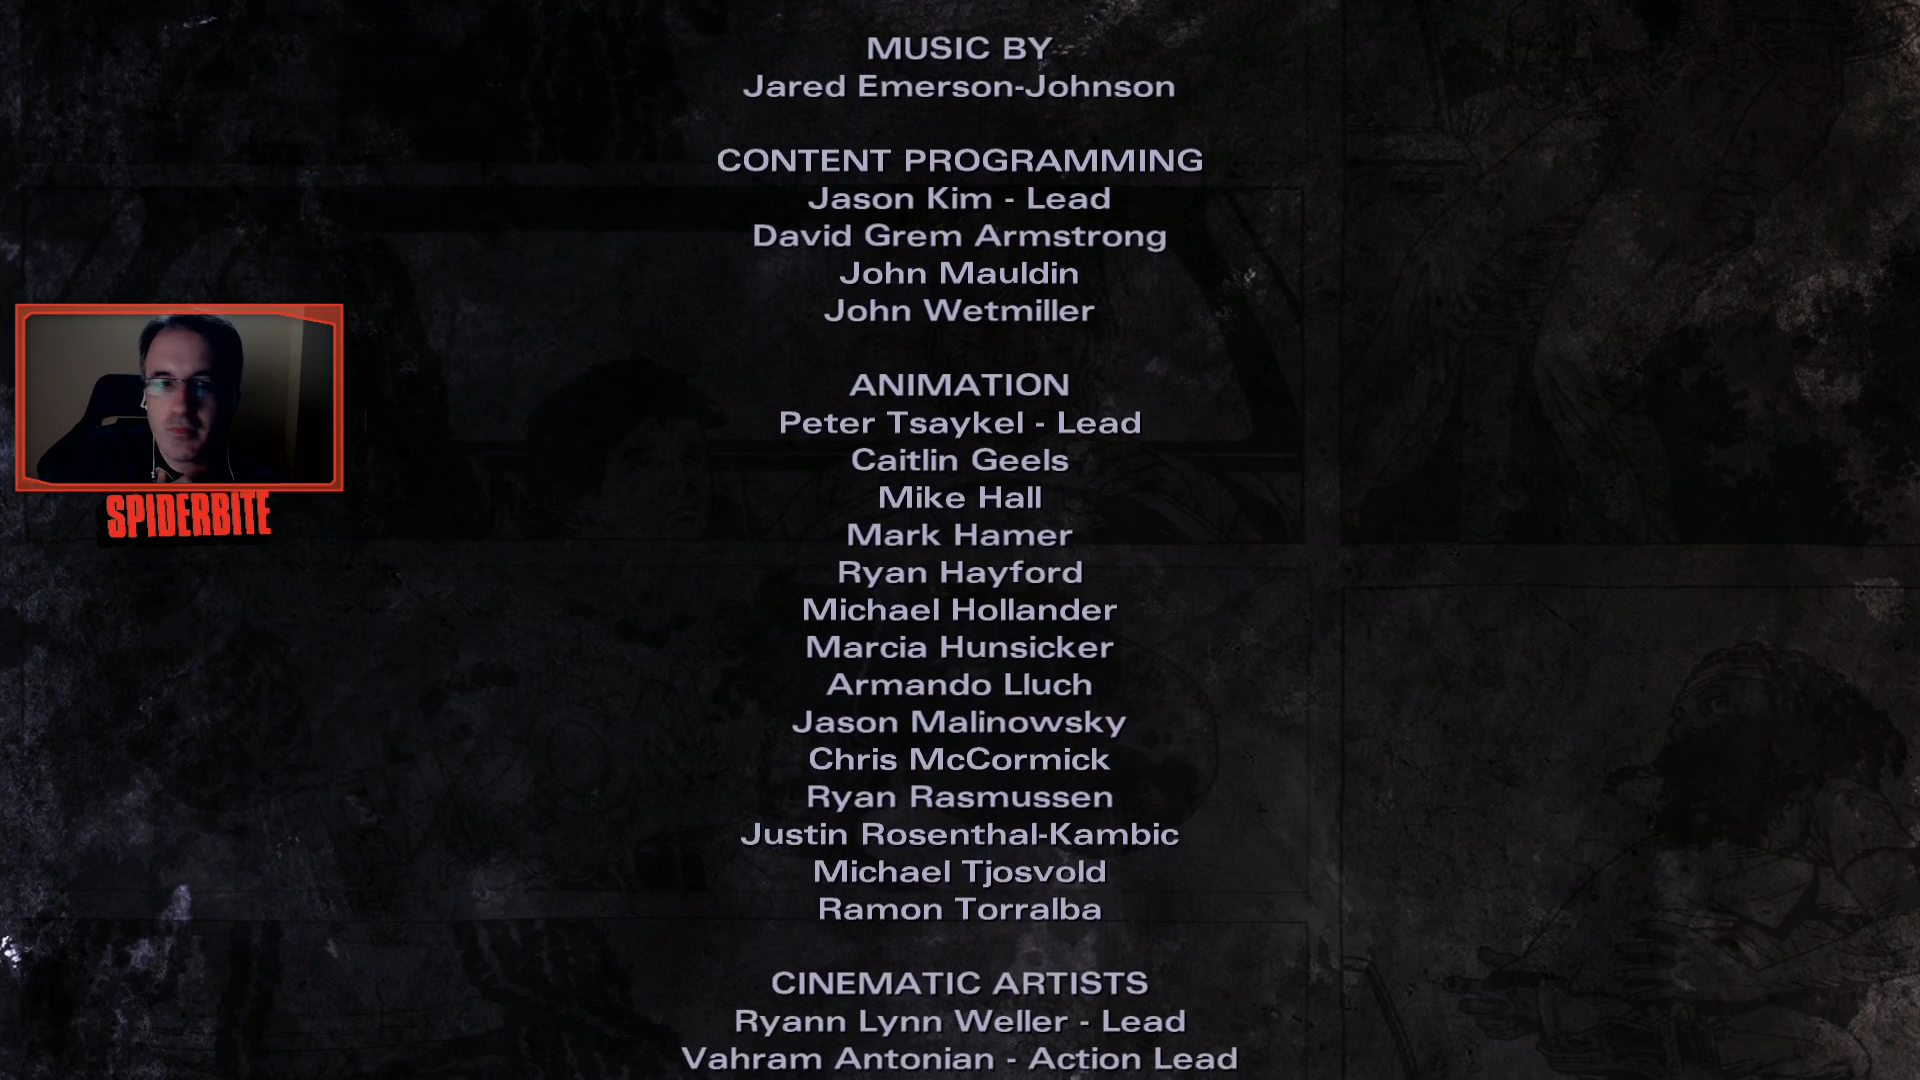 MUSIC BY
Jared Emerson-Johnson
CONTENT PROGRAMMING
Jason Kim - Lead
David Grem Armstrong
John Mauldin
John Wetmiller
ANIMATION
Peter Tsaykel - Lead
Caitlin Geels
Mike Hall
Mark Hamer
Ryan Hayford
Michael Hollander
Marcia Hunsicker
Armando Lluch
Jason Malinowsky
Chris McCormick
Ryan Rasmussen
Justin Rosenthal-Kambic
Michael Tjosvold
Ramon Torralba
CINEMATIC ARTISTS
Ryann Lynn Weller - Lead
Vahram Antonian - Action Lead
SPIDERBITE